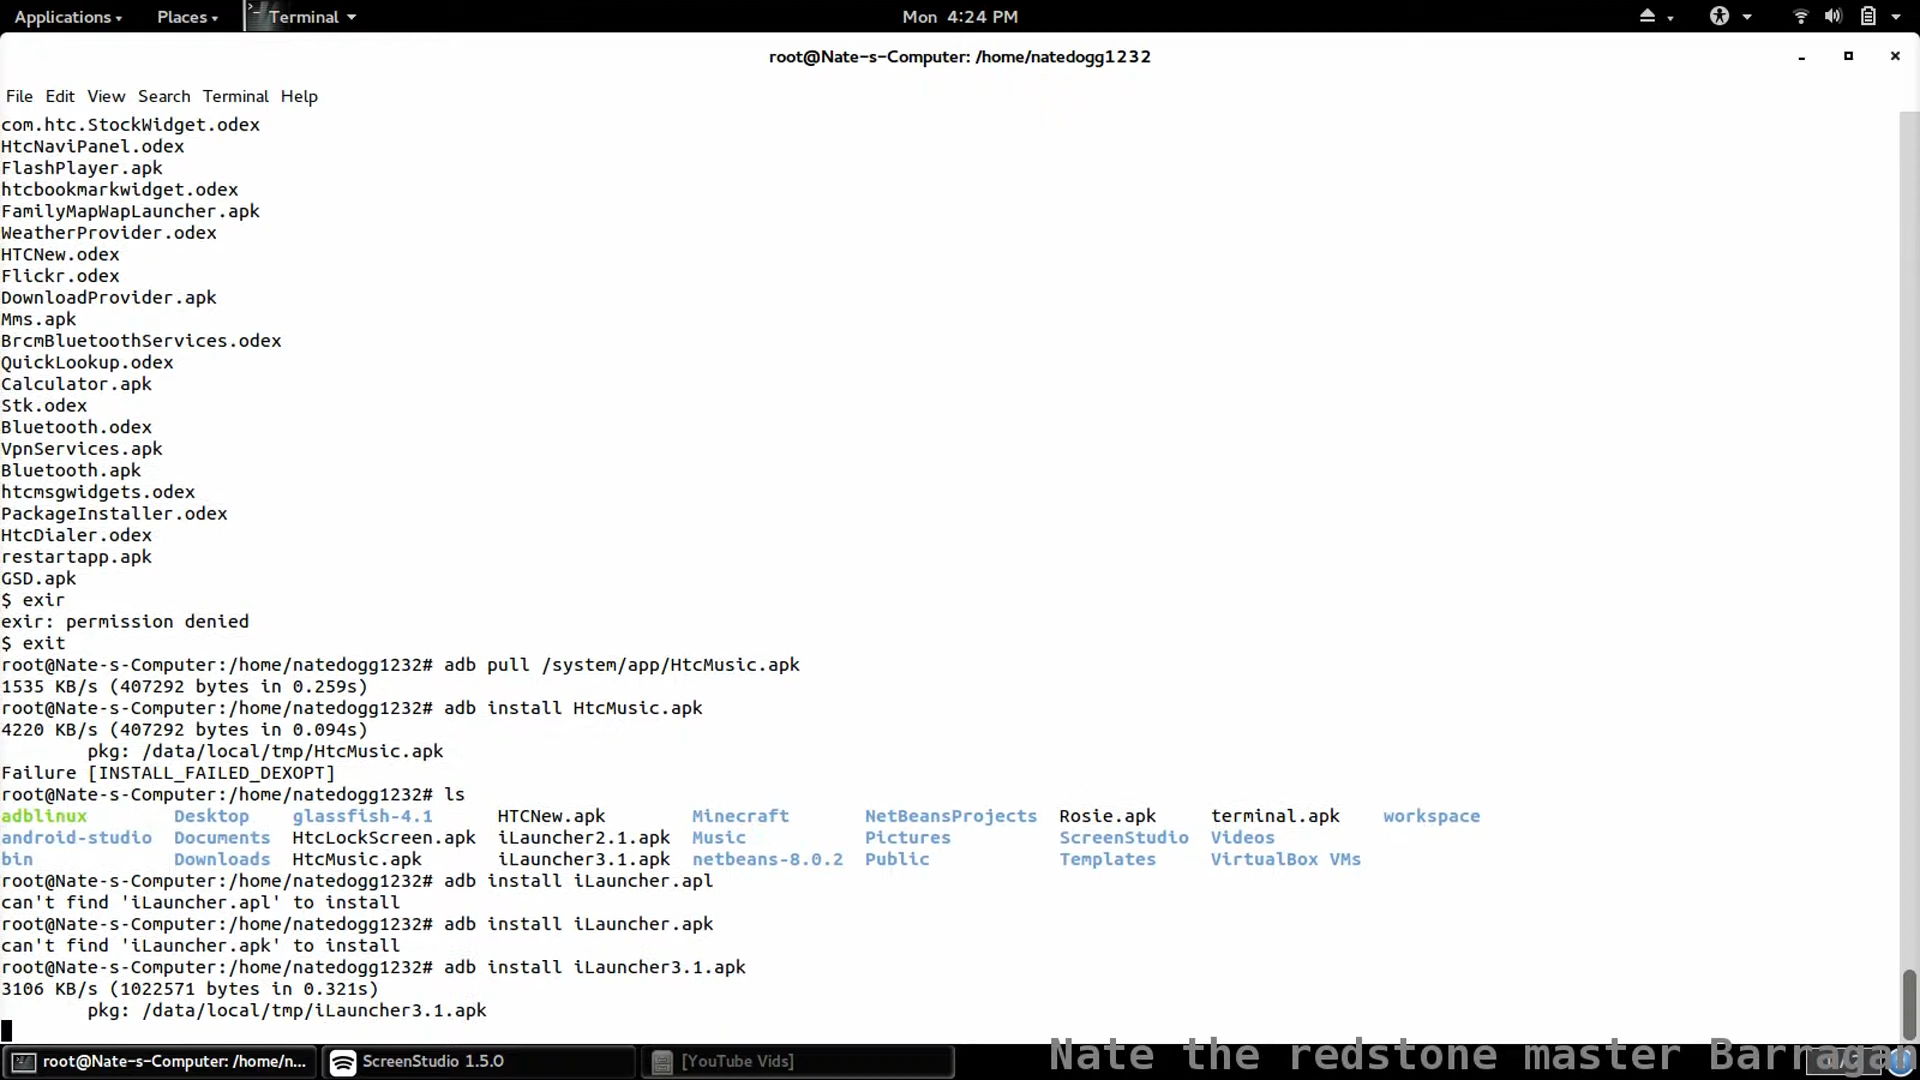 Applications
Places
Terminal
Mon 4:24 PM
root@Nate-s-Computer: /home/natedogg1232
File Edit View Search Terminal Help
com.htc.StockWidget.odex
HtcNaviPanel.odex
FlashPlayer.apk
htcbookmarkwidget.odex
FamilyMapWapLauncher.apk
WeatherProvider.odex
HTCNew.odex
Flickr.odex
DownloadProvider.apk
Mms.apk
BrcmBluetoothServices.odex
QuickLookup.odex
Calculator.apk
Stk.odex
Bluetooth.odex
VpnServices.apk
Bluetooth.apk
htcmsgwidgets.odex
PackageInstaller.odex
HtcDialer.odex
restartapp.apk
GSD.apk
$ exir
exir: permission denied
$ exit
root@Nate-s-Computer:/home/natedogg1232# adb pull /system/app/HtcMusic.apk
1535 KB/s (407292 bytes in 0.259s)
root@Nate-s-Computer:/home/natedogg1232# adb install HtcMusic.apk
4220 KB/s (407292 bytes in 0.094s)
pkg: /data/local/tmp/HtcMusic.apk
Failure [INSTALL_FAILED_DEXOPT]
root@Nate-s-Computer:/home/natedogg1232# ls
adblinux Desktop glassfish-4.1 HTCNew.apk Minecraft NetBeansProjects Rosie.apk terminal.apk workspace
android-studio Documents HtcLockScreen.apk iLauncher2.1.apk Music Pictures ScreenStudio Videos
bin Downloads HtcMusic.apk iLauncher3.1.apk netbeans-8.0.2 Public Templates VirtualBox VMs
root@Nate-s-Computer:/home/natedogg1232# adb install iLauncher.apl
can't find 'iLauncher.apl' to install
root@Nate-s-Computer:/home/natedogg1232# adb install iLauncher.apk
can't find 'iLauncher.apk' to install
root@Nate-s-Computer:/home/natedogg1232# adb install iLauncher3.1.apk
3106 KB/s (1022571 bytes in 0.321s)
pkg: /data/local/tmp/iLauncher3.1.apk
root@Nate-s-Computer: /home/n...
ScreenStudio 1.5.0
[YouTube Vids]
Nate the redstone master Barragan